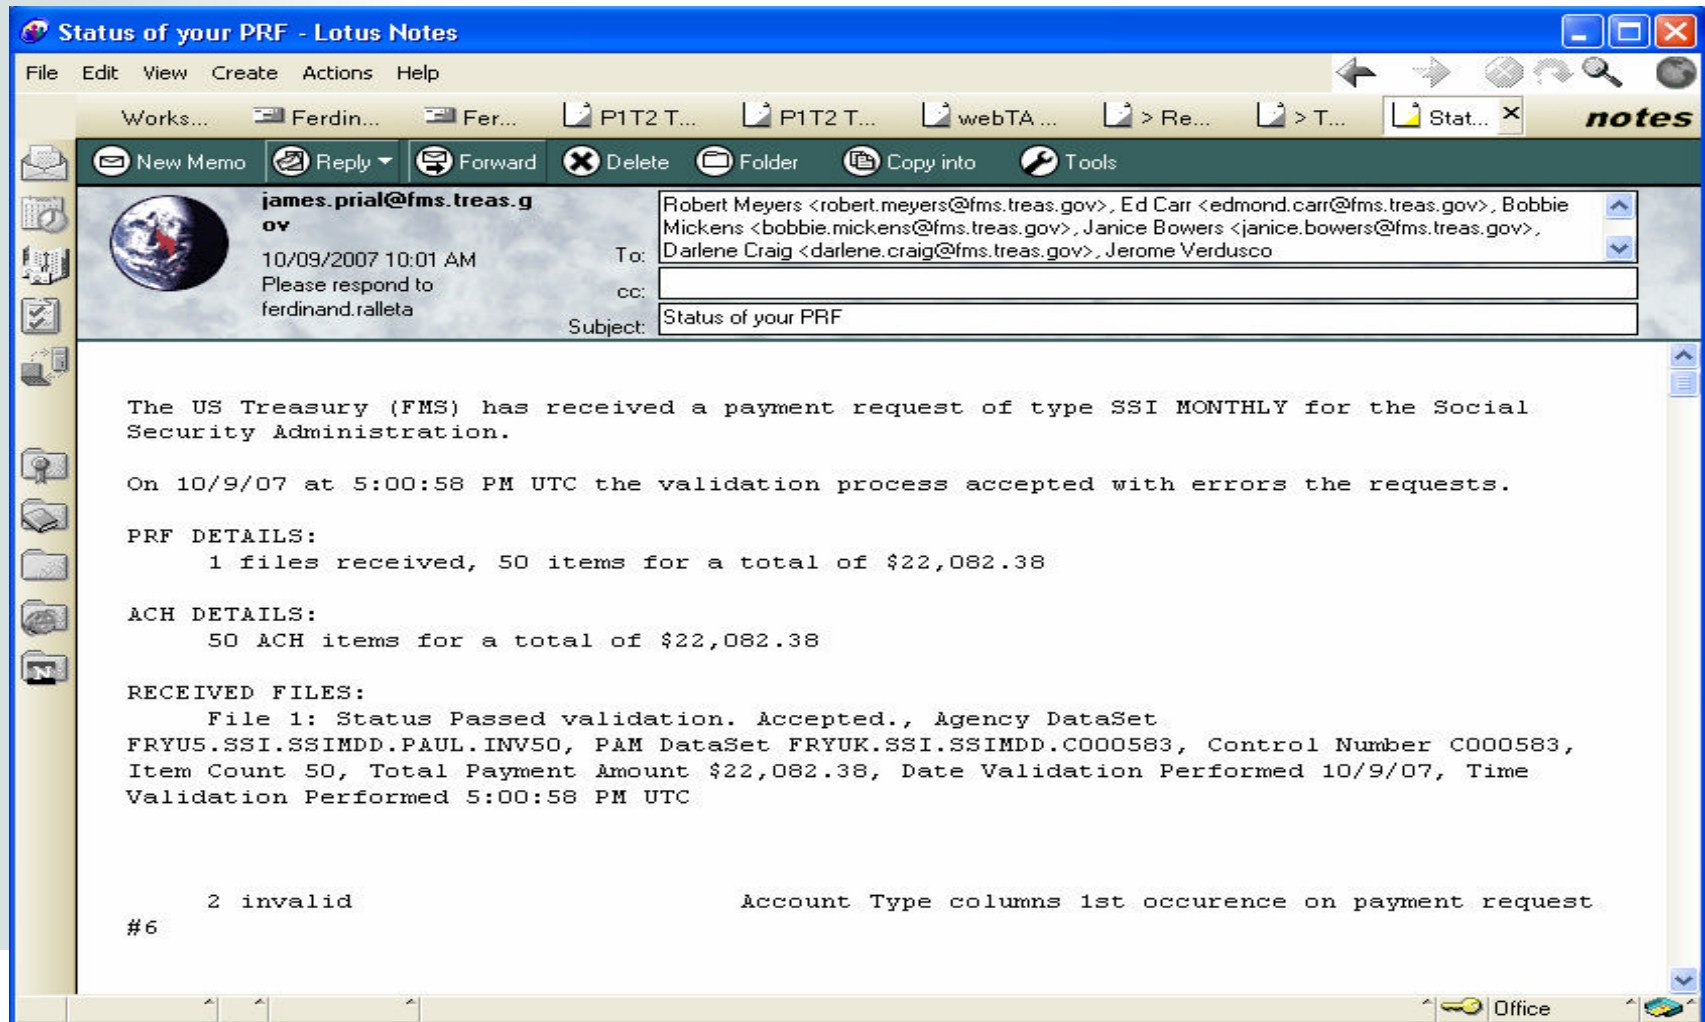 Status of your PRF - Lotus Notes
File Edit View Create Actions Help
Works... Ferdin... Fer... P1T2 T... P1T2 T... webTA ... > Re... > T... Stat... notes
New Memo Reply Forward Delete Folder Copy into Tools
james.prial@fms.treas.g
ov
10/09/2007 10:01 AM
Please respond to
ferdinand.ralleta
To:
Robert Meyers <robert.meyers@fms.treas.gov>, Ed Carr <edmond.carr@fms.treas.gov>, Bobbie
Mickens <bobbie.mickens@fms.treas.gov>, Janice Bowers <janice.bowers@fms.treas.gov>,
Darlene Craig <darlene.craig@fms.treas.gov>, Jerome Verdusco
cc:
Subject: Status of your PRF
The US Treasury (FMS) has received a payment request of type SSI MONTHLY for the Social
Security Administration.
On 10/9/07 at 5:00:58 PM UTC the validation process accepted with errors the requests.
PRF DETAILS:
1 files received, 50 items for a total of $22,082.38
ACH DETAILS:
50 ACH items for a total of $22,082.38
RECEIVED FILES:
File 1: Status Passed validation. Accepted., Agency DataSet
FRYU5.SSI.SSIMDD.PAUL.INV50, PAM DataSet FRYUK.SSI.SSIMDD.C000583, Control Number C000583,
Item Count 50, Total Payment Amount $22,082.38, Date Validation Performed 10/9/07, Time
Validation Performed 5:00:58 PM UTC
2 invalid Account Type columns 1st occurence on payment request
#6
Office